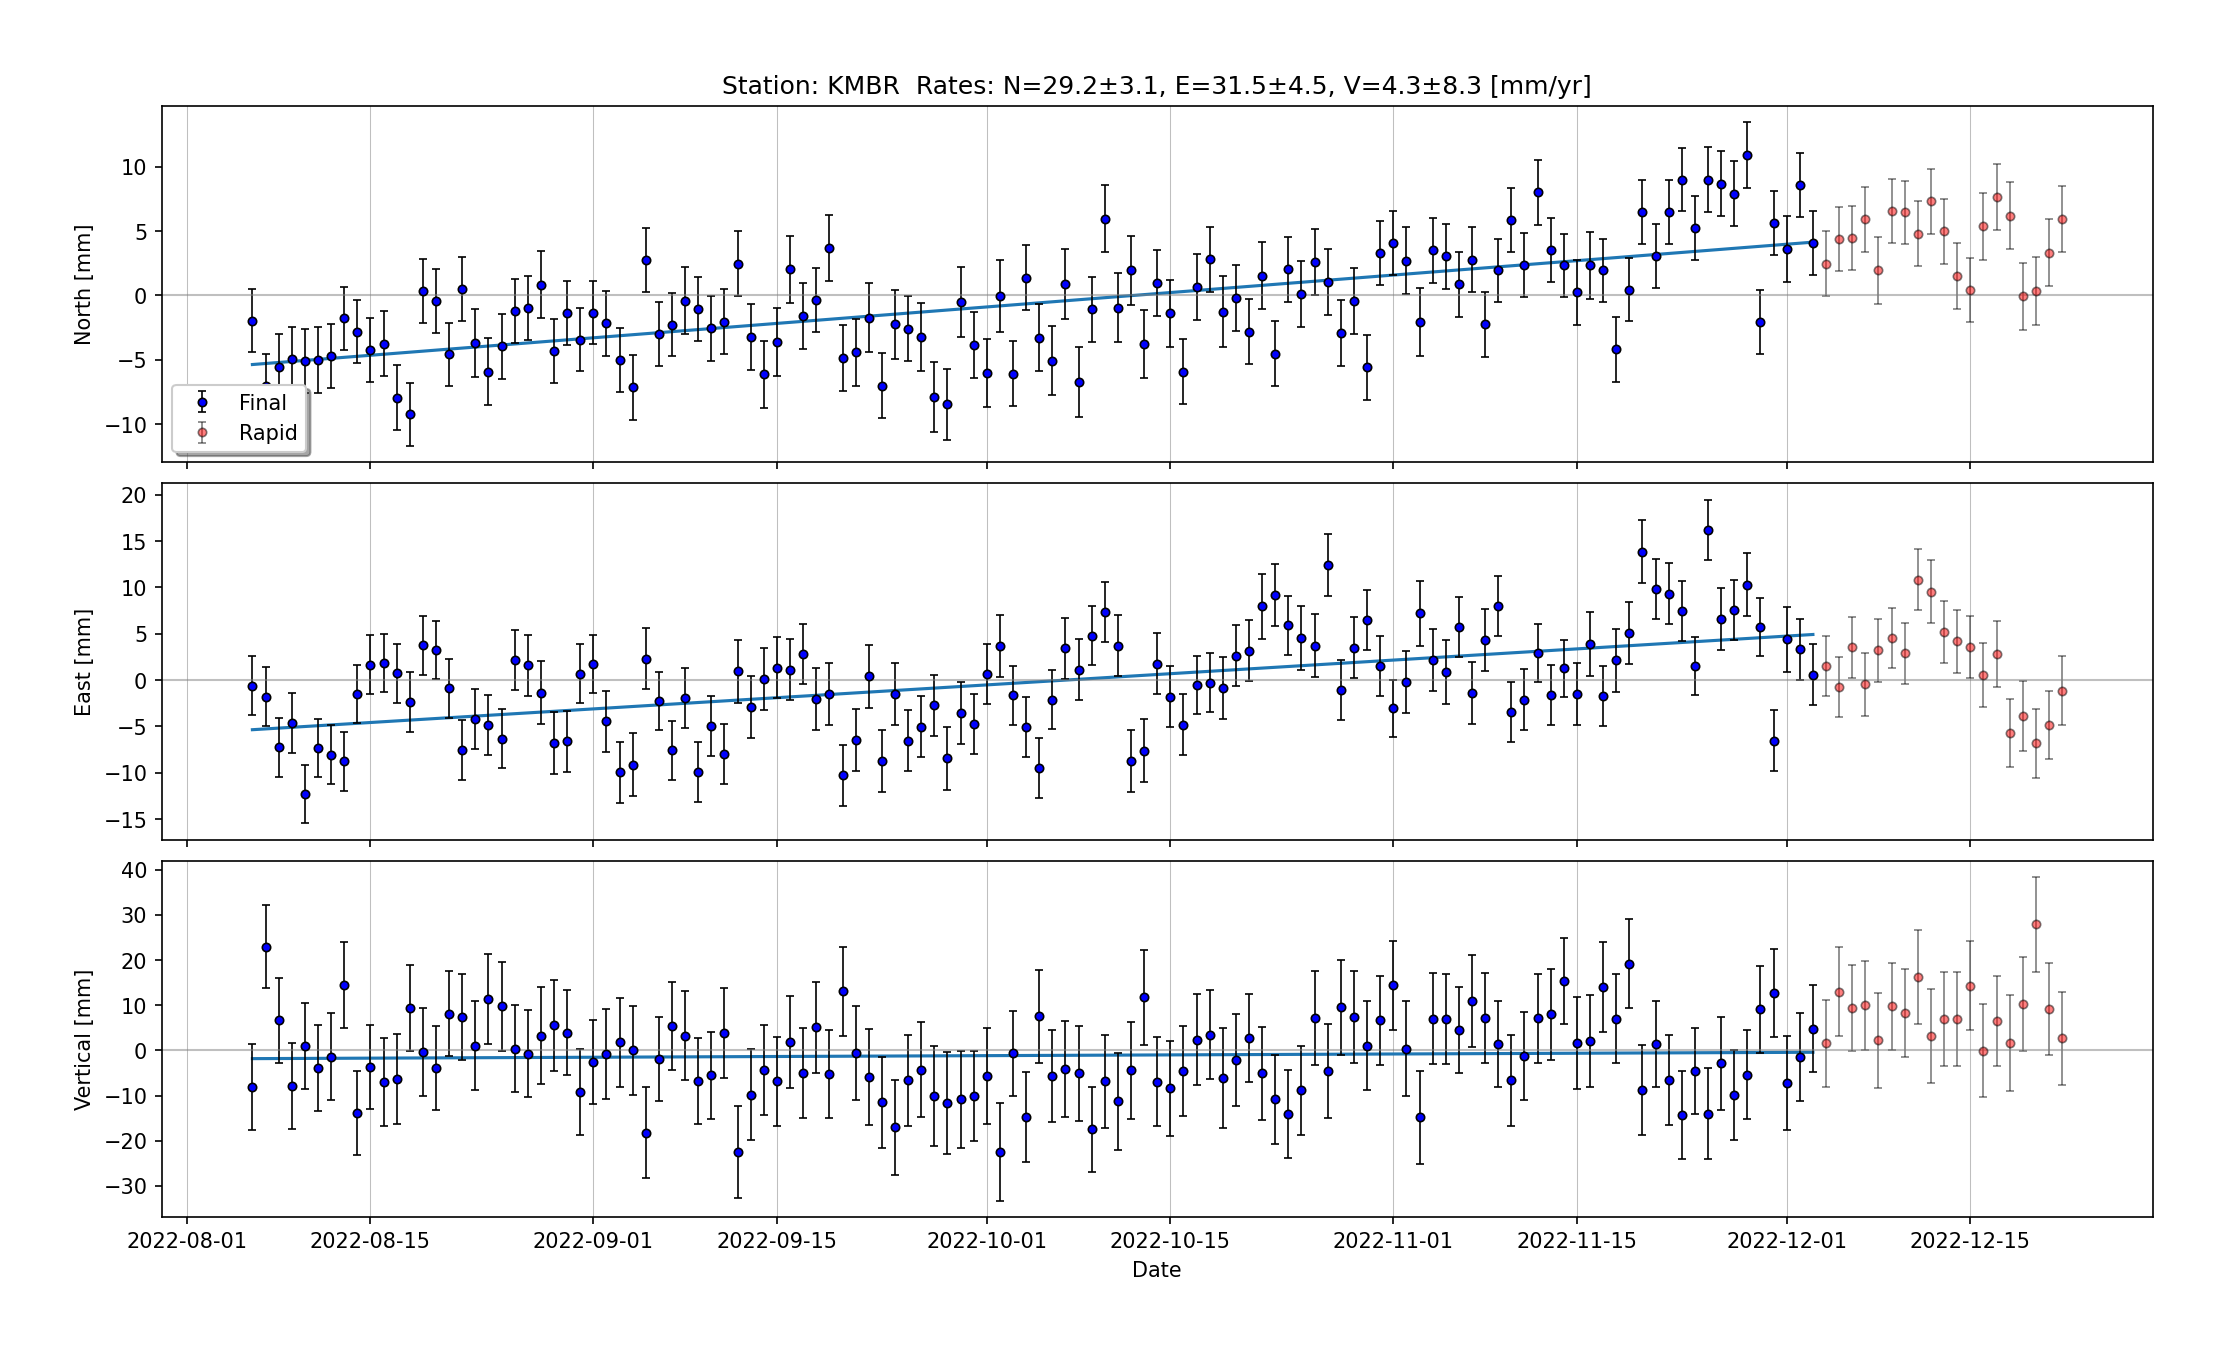 Station: KMBR  Rates: N=29.2±3.1, E=31.5±4.5, V=4.3±8.3 [mm/yr]
North [mm]
10
5
0
−5
−10
Final
Rapid
East [mm]
20
15
10
5
0
−5
−10
−15
Vertical [mm]
40
30
20
10
0
−10
−20
−30
2022-08-01 2022-08-15 2022-09-01 2022-09-15 2022-10-01 2022-10-15 2022-11-01 2022-11-15 2022-12-01 2022-12-15
Date